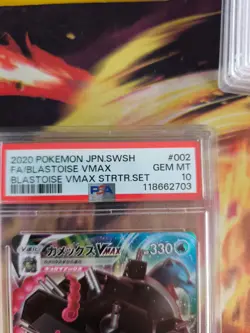 2020 POKEMON JPN.SWSH #002
FA/BLASTOISE VMAX GEM MT
BLASTOISE VMAX STRTR.SET 10
PSA 118662703
カメックスVMAX 330